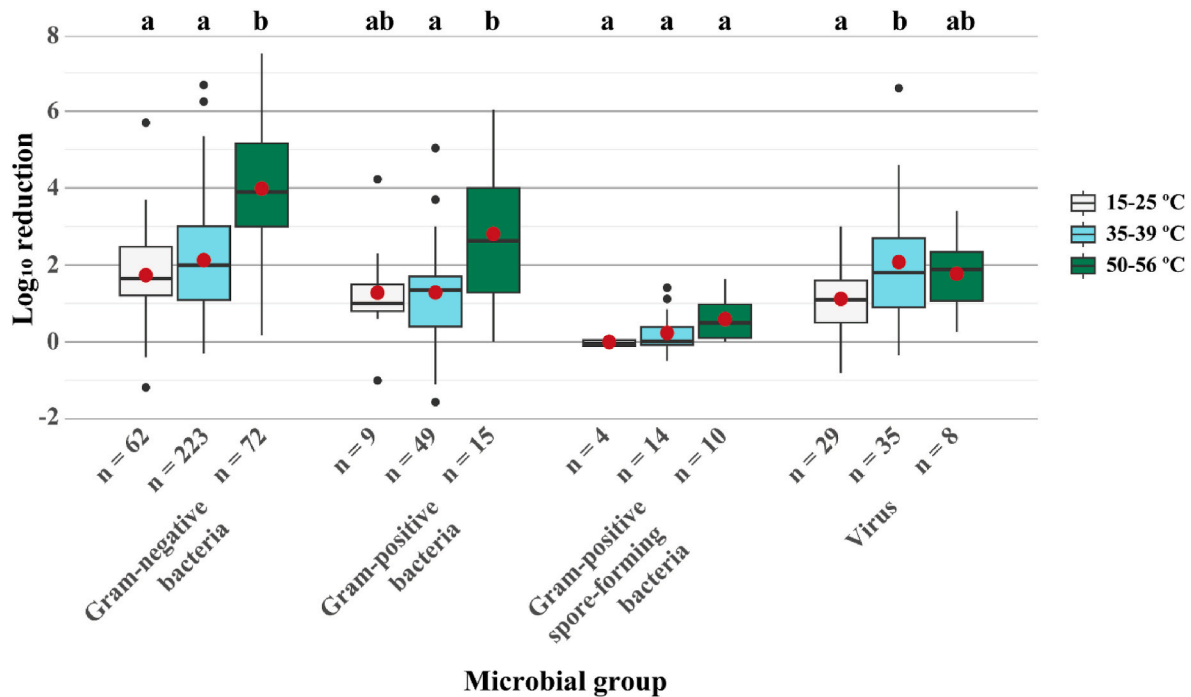 a a b ab a b a a a a b ab
8
6
4
2
0
-2
Log₁₀ reduction
15-25 ºC
35-39 ºC
50-56 ºC
n = 62
n = 223
n = 72
n = 9
n = 49
n = 15
n = 4
n = 14
n = 10
n = 29
n = 35
n = 8
Gram-negative
bacteria
Gram-positive
bacteria
Gram-positive
spore-forming
bacteria
Virus
Microbial group